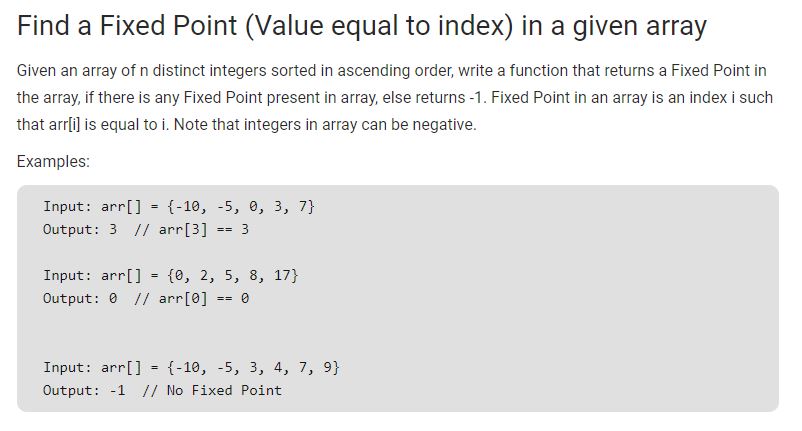 Find a Fixed Point (Value equal to index) in a given array
Given an array of n distinct integers sorted in ascending order, write a function that returns a Fixed Point in
the array, if there is any Fixed Point present in array, else returns -1. Fixed Point in an array is an index i such
that arr[i] is equal to i. Note that integers in array can be negative.
Examples:
Input: arr[] = {-10, -5, 0, 3, 7}
Output: 3  // arr[3] == 3
Input: arr[] = {0, 2, 5, 8, 17}
Output: 0  // arr[0] == 0
Input: arr[] = {-10, -5, 3, 4, 7, 9}
Output: -1  // No Fixed Point